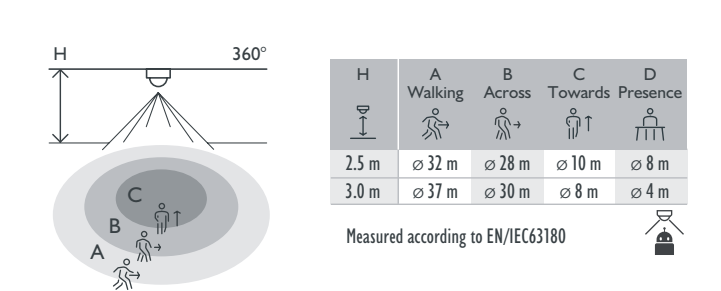 H 360°
C
B
A
H A B C D
Walking Across Towards Presence
2.5 m ⌀ 32 m ⌀ 28 m ⌀ 10 m ⌀ 8 m
3.0 m ⌀ 37 m ⌀ 30 m ⌀ 8 m ⌀ 4 m
Measured according to EN/IEC63180